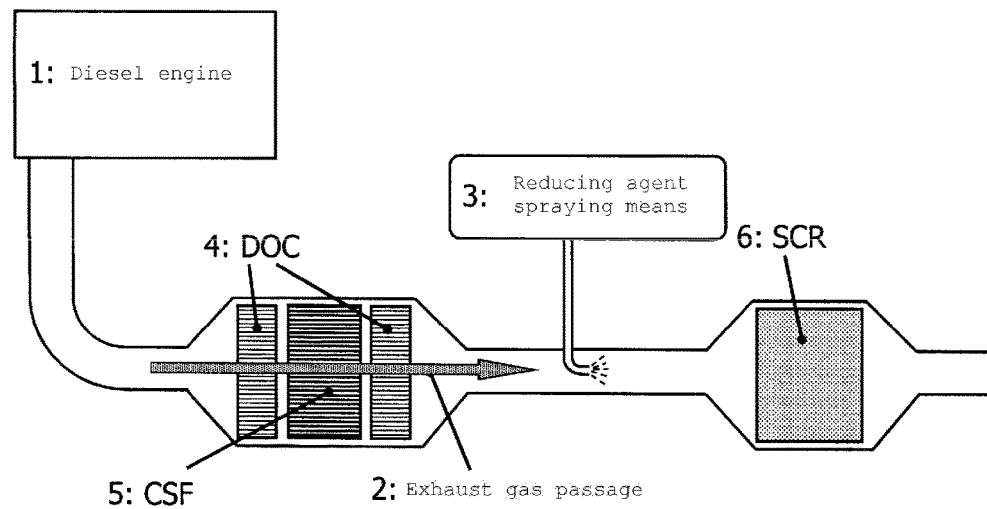 1: Diesel engine
3: Reducing agent
spraying means
4: DOC
6: SCR
5: CSF
2: Exhaust gas passage